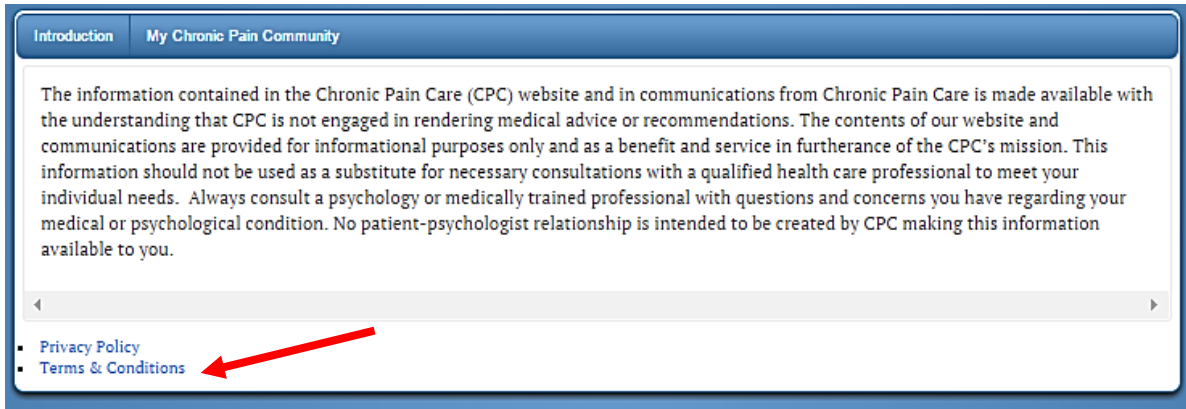 Introduction My Chronic Pain Community
The information contained in the Chronic Pain Care (CPC) website and in communications from Chronic Pain Care is made available with
the understanding that CPC is not engaged in rendering medical advice or recommendations. The contents of our website and
communications are provided for informational purposes only and as a benefit and service in furtherance of the CPC’s mission. This
information should not be used as a substitute for necessary consultations with a qualified health care professional to meet your
individual needs.  Always consult a psychology or medically trained professional with questions and concerns you have regarding your
medical or psychological condition. No patient-psychologist relationship is intended to be created by CPC making this information
available to you.
Privacy Policy
Terms & Conditions